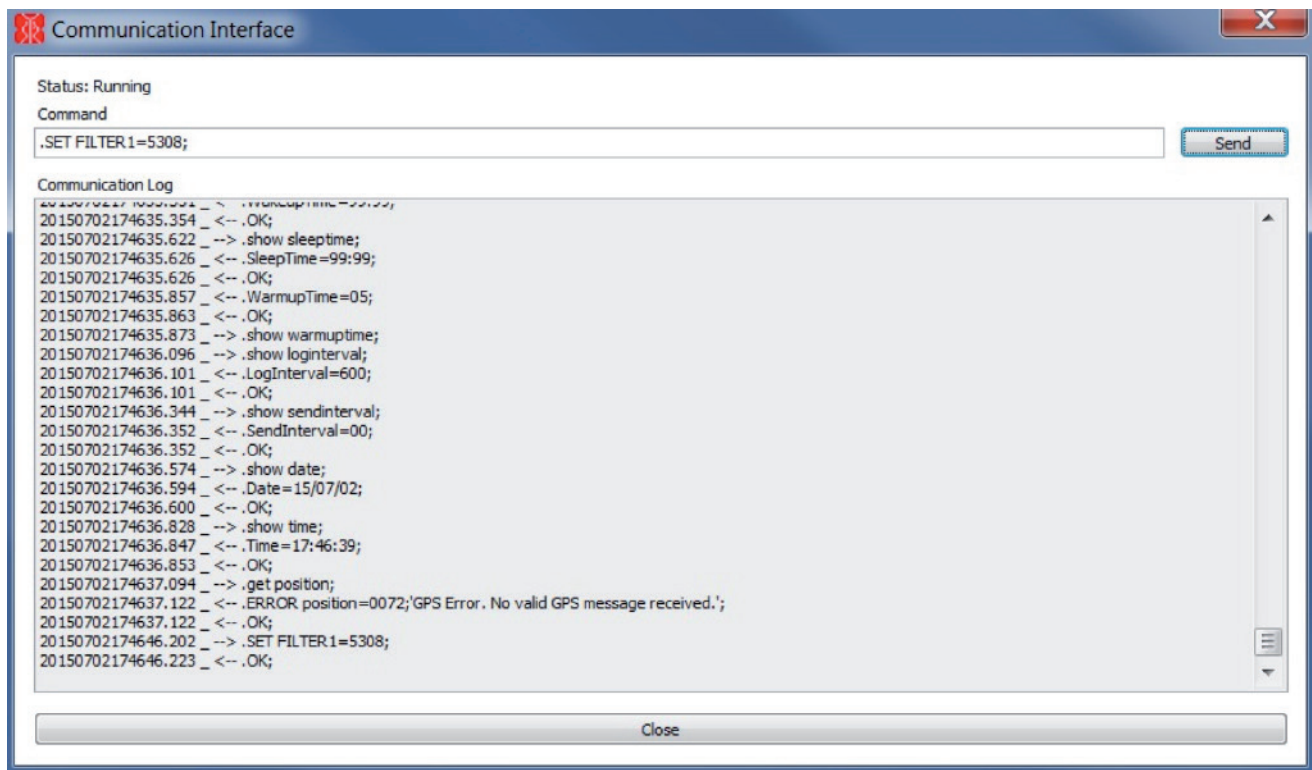 Communication Interface
Status: Running
Command
.SET FILTER1=5308;
Send
Communication Log
20150702174635.354 _ <-- .OK;
20150702174635.622 _ --> .show sleeptime;
20150702174635.626 _ <-- .SleepTime=99:99;
20150702174635.626 _ <-- .OK;
20150702174635.857 _ <-- .WarmupTime=05;
20150702174635.863 _ <-- .OK;
20150702174635.873 _ --> .show warmuptime;
20150702174636.096 _ --> .show loginterval;
20150702174636.101 _ <-- .LogInterval=600;
20150702174636.101 _ <-- .OK;
20150702174636.344 _ --> .show sendinterval;
20150702174636.352 _ <-- .SendInterval=00;
20150702174636.352 _ <-- .OK;
20150702174636.574 _ --> .show date;
20150702174636.594 _ <-- .Date=15/07/02;
20150702174636.600 _ <-- .OK;
20150702174636.828 _ --> .show time;
20150702174636.847 _ <-- .Time=17:46:39;
20150702174636.853 _ <-- .OK;
20150702174637.094 _ --> .get position;
20150702174637.122 _ <-- .ERROR position=0072;'GPS Error. No valid GPS message received.';
20150702174637.122 _ <-- .OK;
20150702174646.202 _ --> .SET FILTER1=5308;
20150702174646.223 _ <-- .OK;
Close